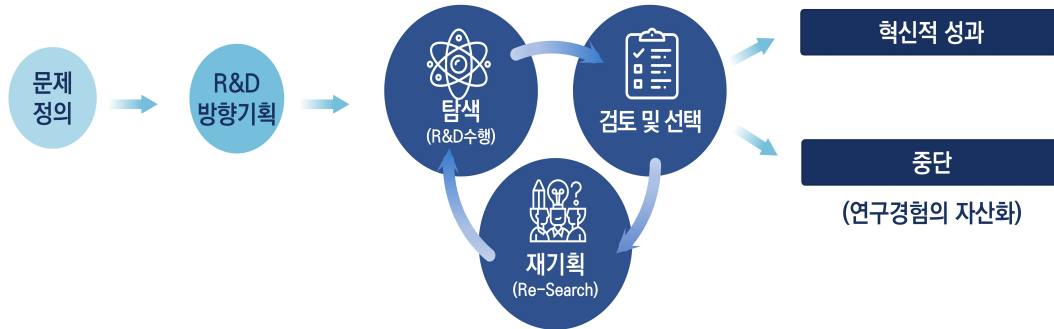 문제
정의
R&D
방향기획
탐색
(R&D수행)
검토 및 선택
재기획
(Re-Search)
혁신적 성과
중단
(연구경험의 자산화)